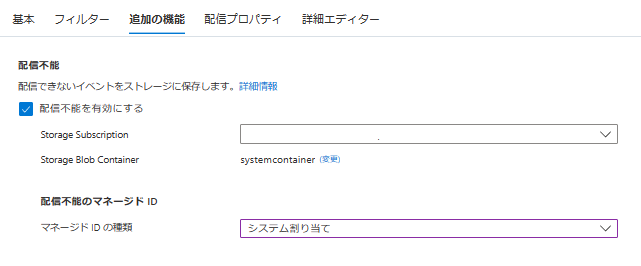 基本 フィルター 追加の機能 配信プロパティ 詳細エディター
配信不能
配信できないイベントをストレージに保存します。詳細情報
配信不能を有効にする
Storage Subscription
Storage Blob Container systemcontainer (変更)
配信不能のマネージド ID
マネージド ID の種類 システム割り当て